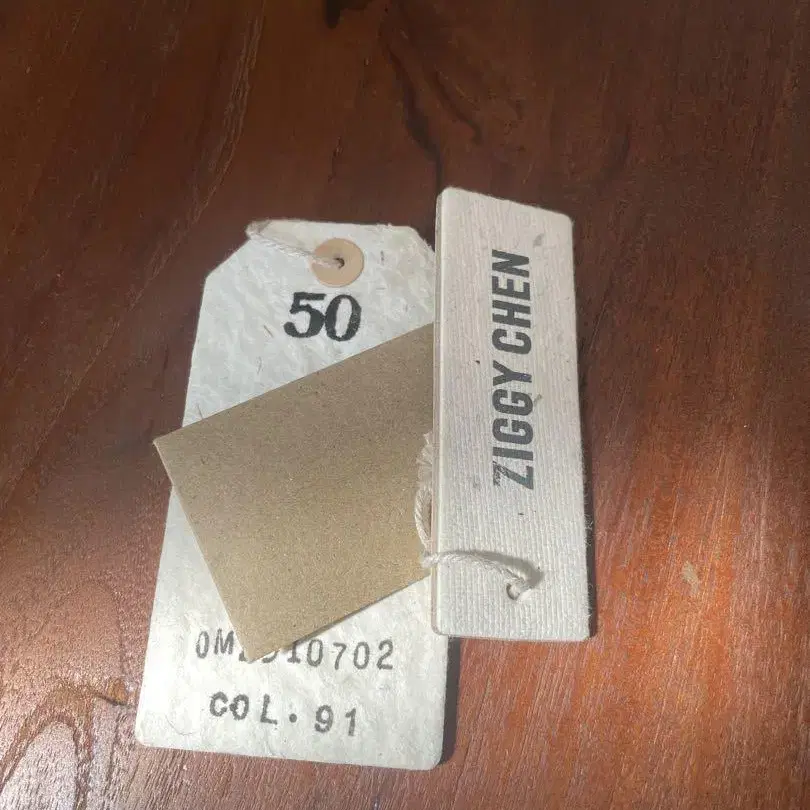 50
ZIGGY CHEN
COL. 91